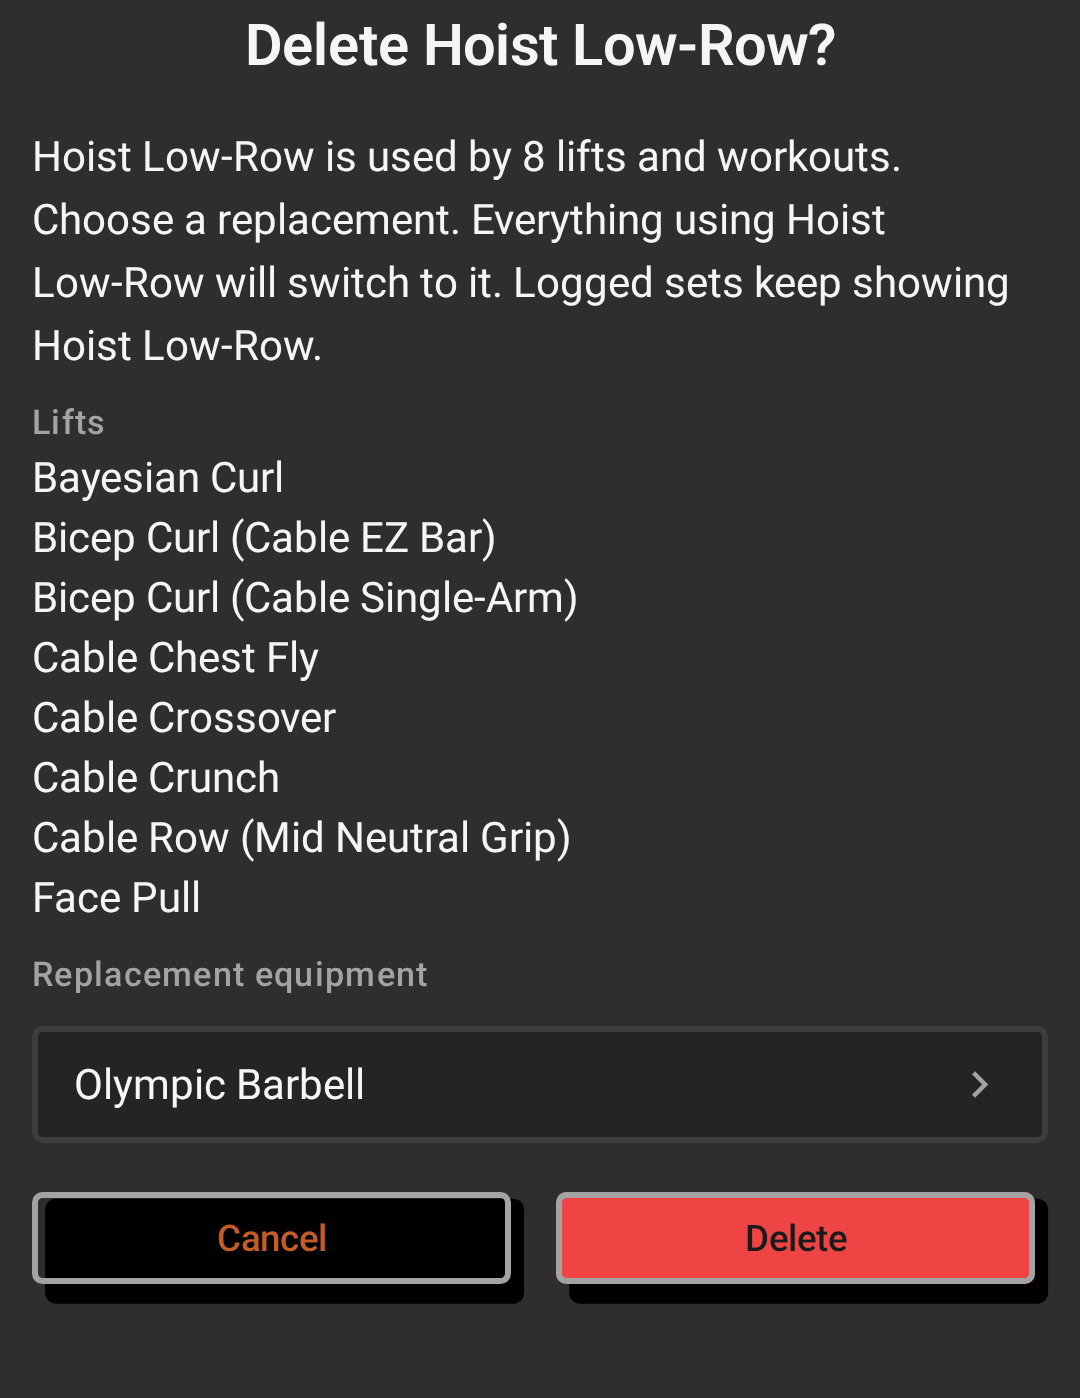 Delete Hoist Low-Row?
Hoist Low-Row is used by 8 lifts and workouts.
Choose a replacement. Everything using Hoist
Low-Row will switch to it. Logged sets keep showing
Hoist Low-Row.
Lifts
Bayesian Curl
Bicep Curl (Cable EZ Bar)
Bicep Curl (Cable Single-Arm)
Cable Chest Fly
Cable Crossover
Cable Crunch
Cable Row (Mid Neutral Grip)
Face Pull
Replacement equipment
Olympic Barbell
Cancel
Delete